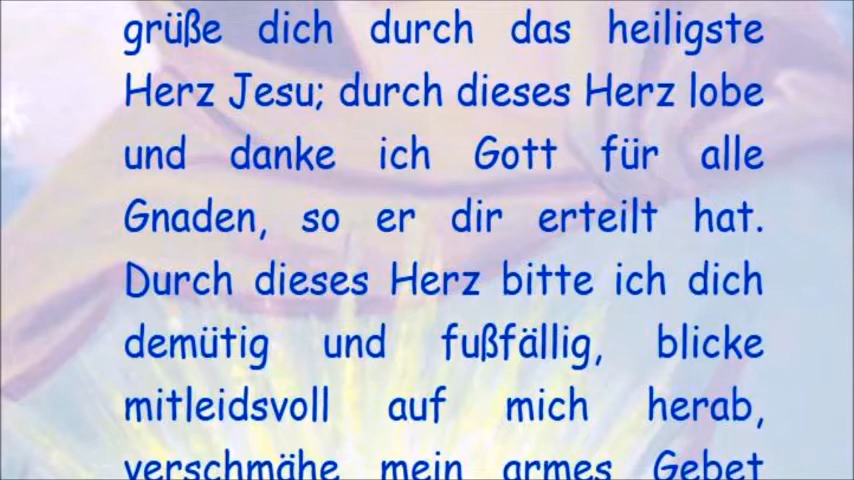 grüße dich durch das heiligste
Herz Jesu; durch dieses Herz lobe
und danke ich Gott für alle
Gnaden, so er dir erteilt hat.
Durch dieses Herz bitte ich dich
demütig und fußfällig, blicke
mitleidsvoll auf mich herab,
verschmähe mein armes Gebet